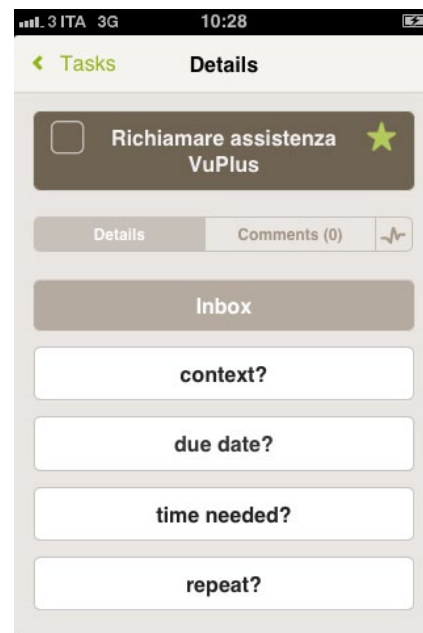 3 ITA 3G 10:28
Tasks Details
Richiamare assistenza
VuPlus
Details Comments (0)
Inbox
context?
due date?
time needed?
repeat?